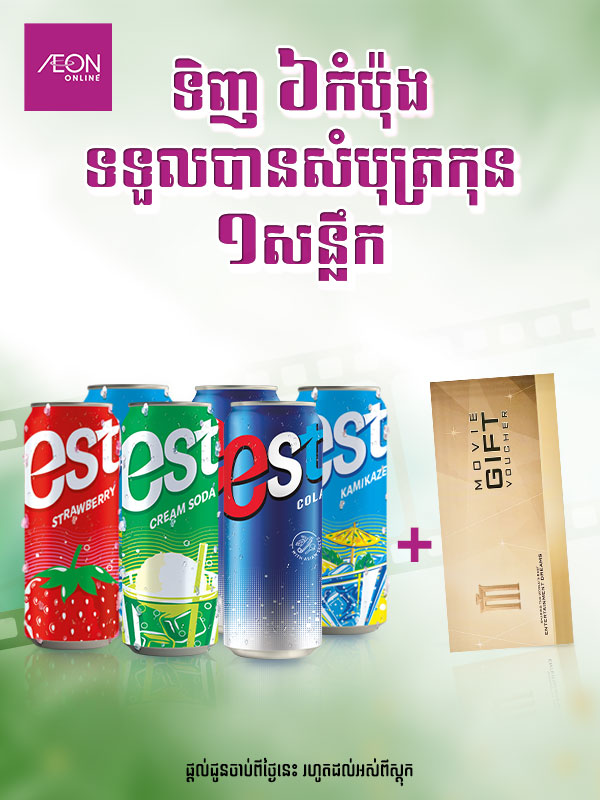 ÆON
ONLINE
ទិញ ៦កំប៉ុង
ទទួលបានសំបុត្រកុន
១សន្លឹក
est
STRAWBERRY
est
CREAM SODA
est
COLA
est
KAMIKAZE
+
MOVIE
GIFT
VOUCHER
ENTERTAINMENT DREAMS
ផ្តល់ជូនចាប់ពីថ្ងៃនេះ រហូតដល់អស់ពីស្តុក